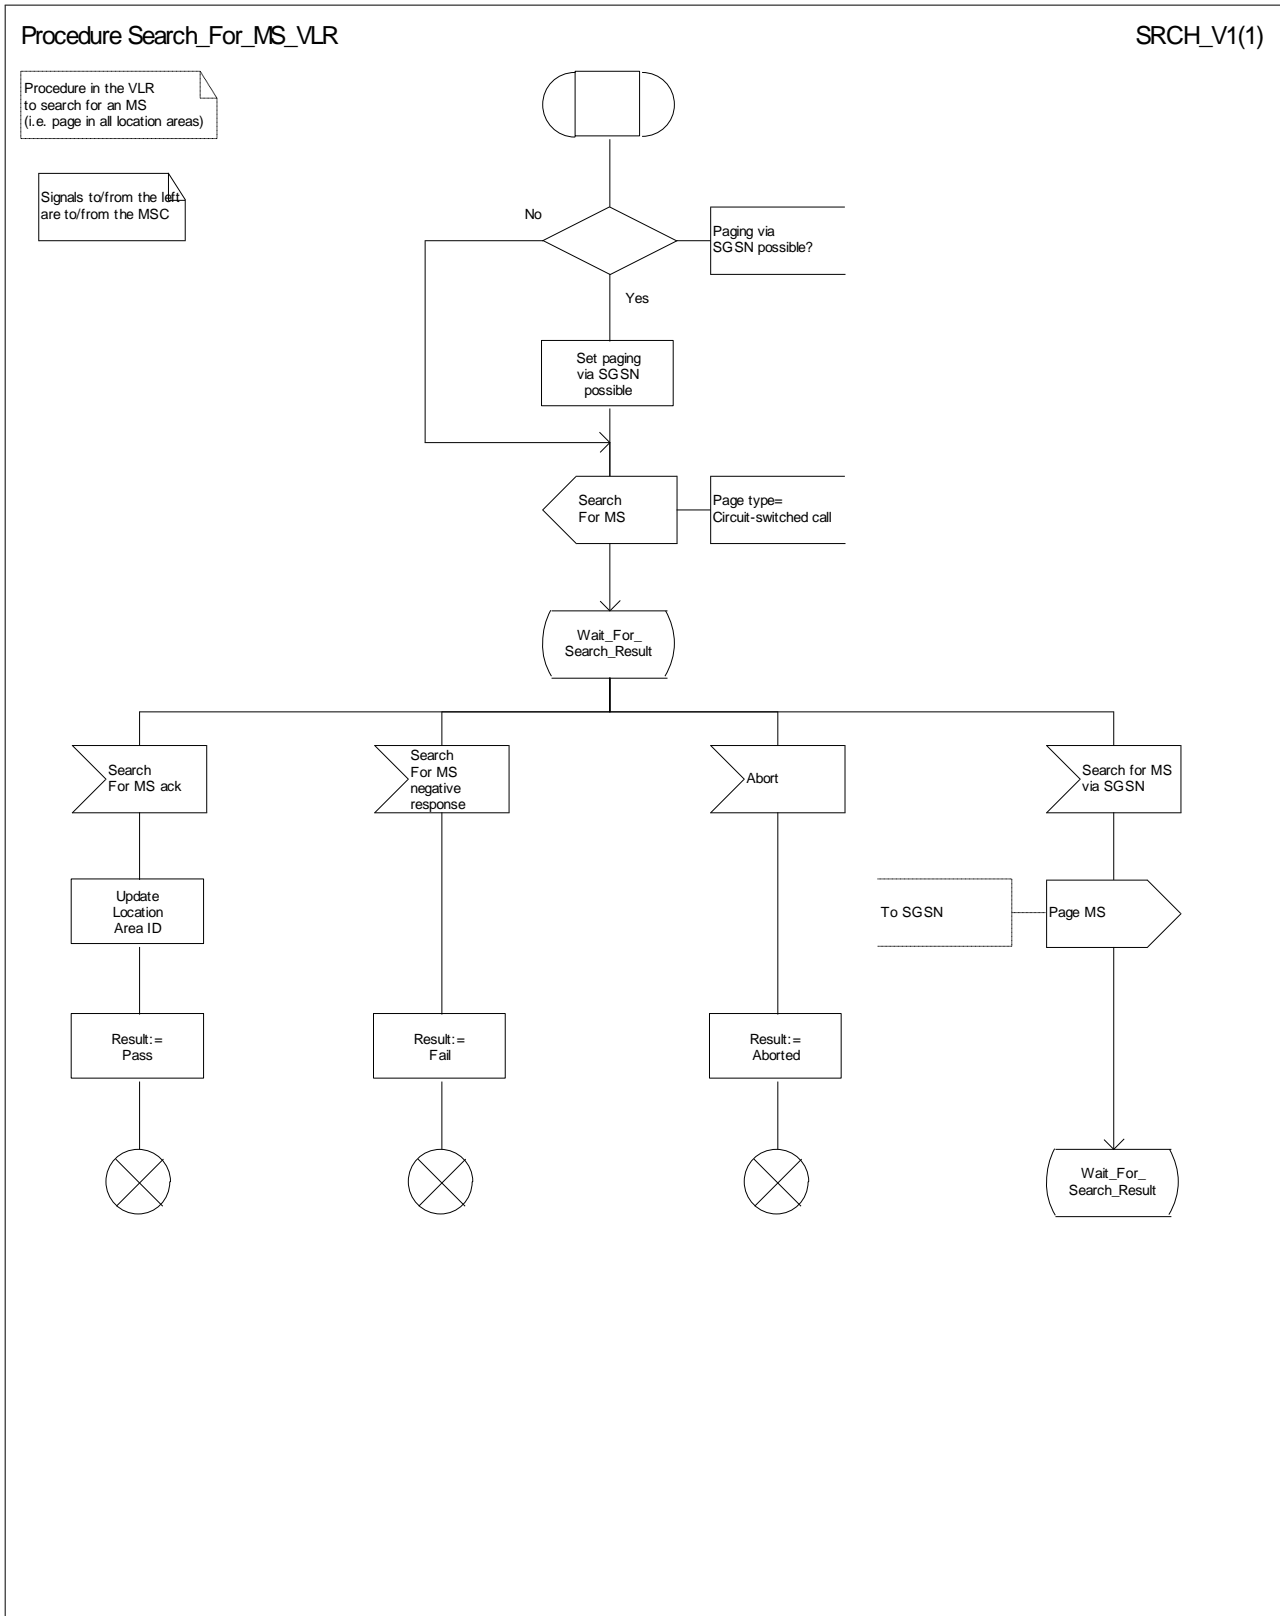 Procedure Search_For_MS_VLR
SRCH_V1(1)
Procedure in the VLR
to search for an MS
(i.e. page in all location areas)
Signals to/from the left
are to/from the MSC
No
Paging via
SGSN possible?
Yes
Set paging
via SGSN
possible
Search
For MS
Page type=
Circuit-switched call
Wait_For_
Search_Result
Search
For MS ack
Search
For MS
negative
response
Abort
Search for MS
via SGSN
Update
Location
Area ID
To SGSN
Page MS
Result:=
Pass
Result:=
Fail
Result:=
Aborted
Wait_For_
Search_Result